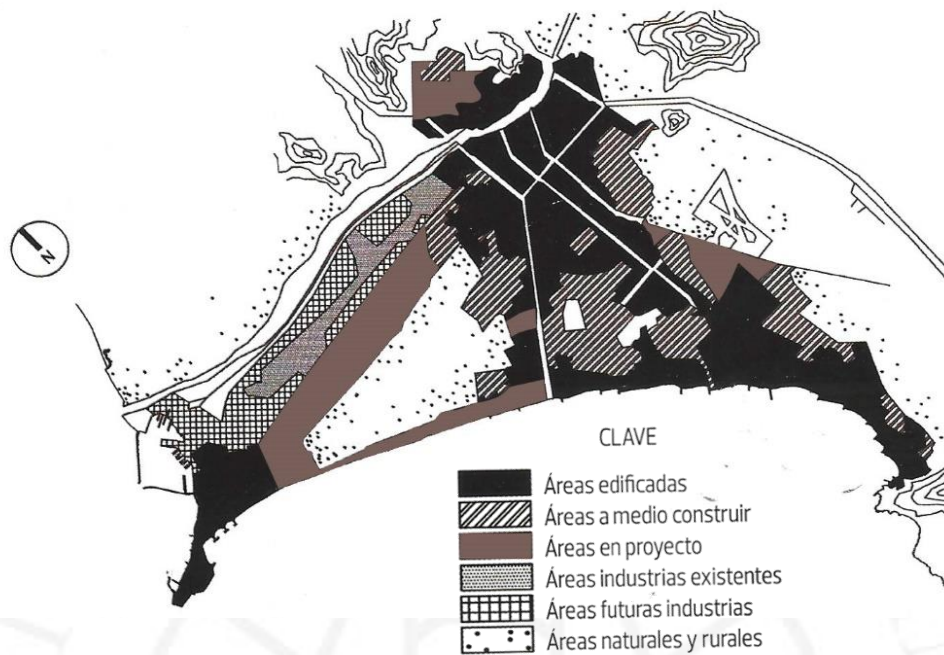 N
CLAVE
Áreas edificadas
Áreas a medio construir
Áreas en proyecto
Áreas industrias existentes
Áreas futuras industrias
Áreas naturales y rurales